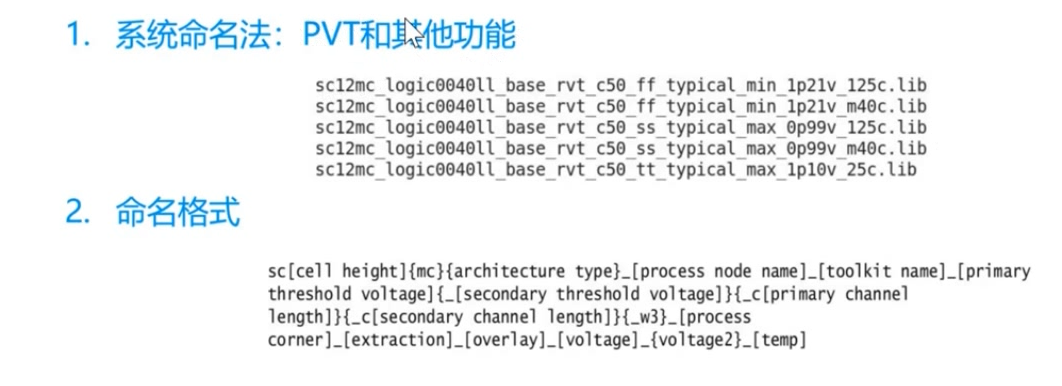 1. 系统命名法：PVT和其他功能
sc12mc_logic0040ll_base_rvt_c50_ff_typical_min_1p21v_125c.lib
sc12mc_logic0040ll_base_rvt_c50_ff_typical_min_1p21v_m40c.lib
sc12mc_logic0040ll_base_rvt_c50_ss_typical_max_0p99v_125c.lib
sc12mc_logic0040ll_base_rvt_c50_ss_typical_max_0p99v_m40c.lib
sc12mc_logic0040ll_base_rvt_c50_tt_typical_max_1p10v_25c.lib
2. 命名格式
sc[cell height]{mc}{architecture type}_[process node name]_[toolkit name]_[primary
threshold voltage]{_[secondary threshold voltage]}{_c[primary channel
length]}{_c[secondary channel length]}{_w3}_[process
corner]_[extraction]_[overlay]_[voltage]_{voltage2}_[temp]